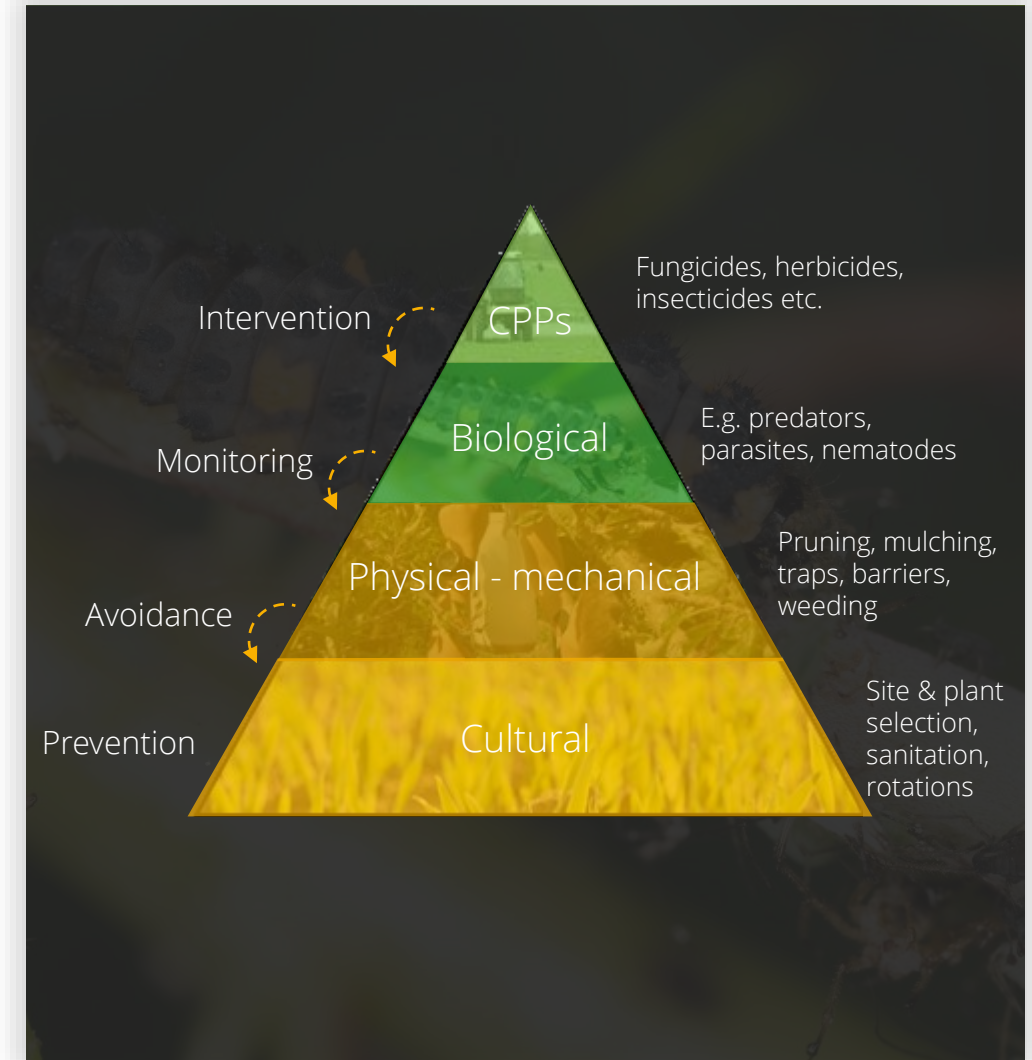 Fungicides, herbicides,
insecticides etc.
Intervention
CPPs
E.g. predators,
parasites, nematodes
Biological
Monitoring
Pruning, mulching,
traps, barriers,
weeding
Physical - mechanical
Avoidance
Site & plant
selection,
sanitation,
rotations
Cultural
Prevention